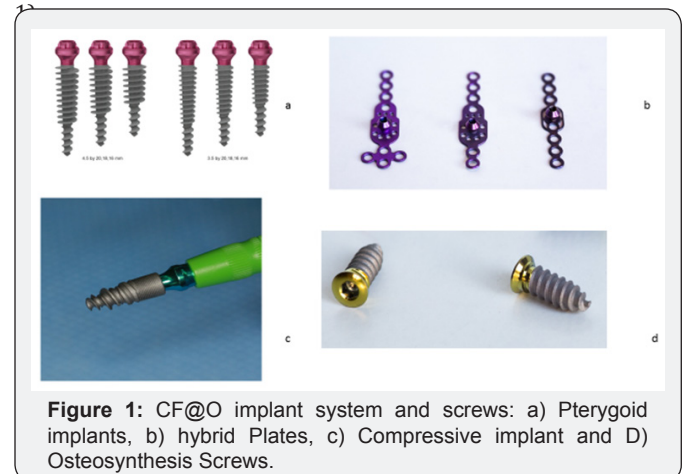 a
b
c
d
Figure 1: CF@O implant system and screws: a) Pterygoid
implants, b) hybrid Plates, c) Compressive implant and D)
Osteosynthesis Screws.